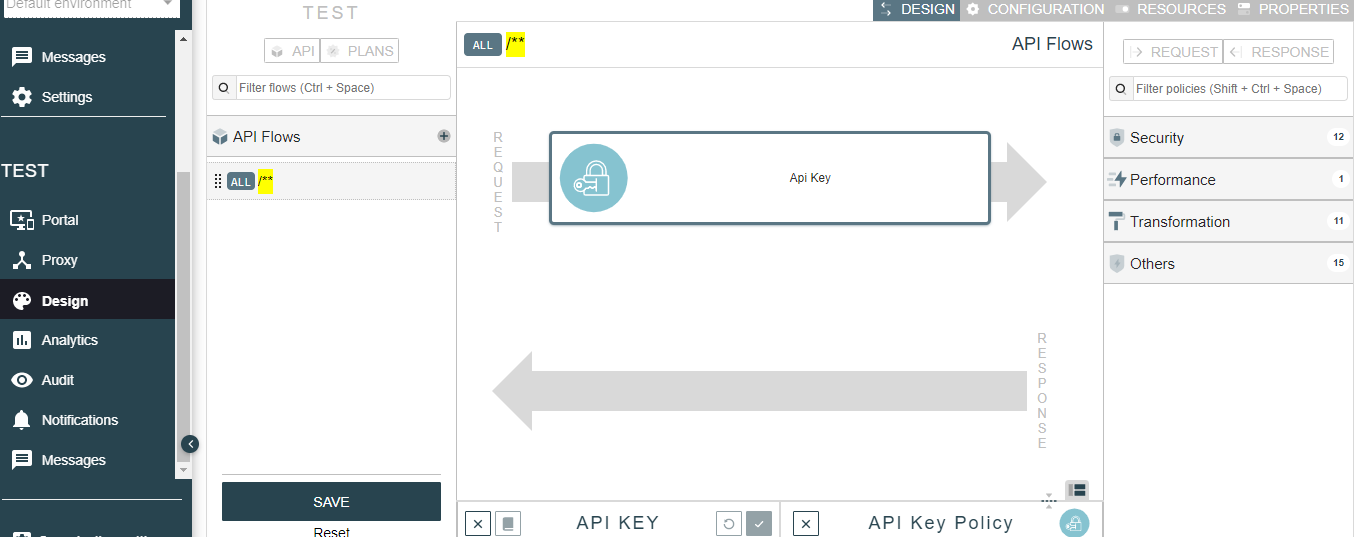 Default environment
Messages
Settings
TEST
Portal
Proxy
Design
Analytics
Audit
Notifications
Messages
TEST
API
PLANS
Filter flows (Ctrl + Space)
API Flows
ALL /**
SAVE
Reset
DESIGN
CONFIGURATION
RESOURCES
PROPERTIES
ALL /**
API Flows
REQUEST
Api Key
RESPONSE
API KEY
API Key Policy
REQUEST
RESPONSE
Filter policies (Shift + Ctrl + Space)
Security 12
Performance 1
Transformation 11
Others 15